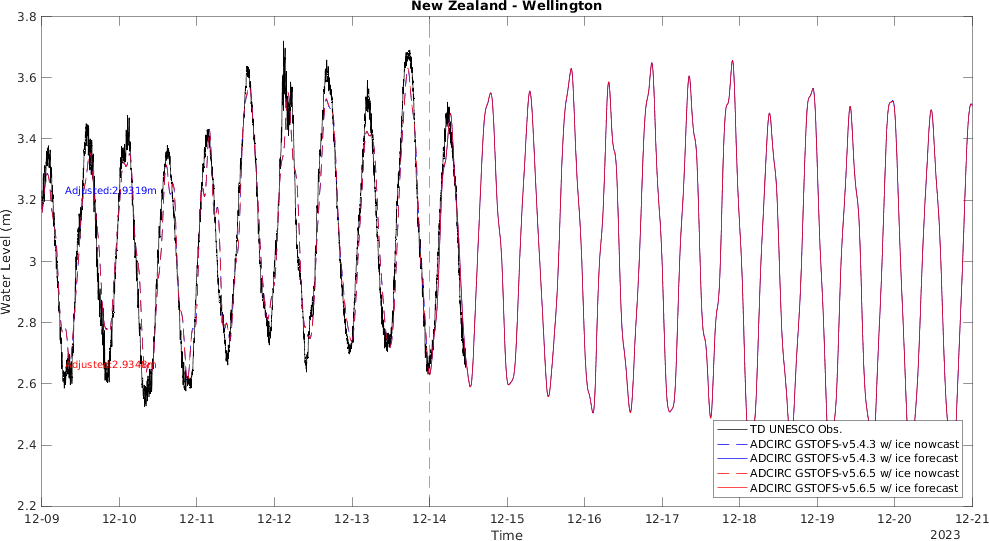 New Zealand - Wellington
3.8
3.6
3.4
3.2
3
2.8
2.6
2.4
2.2
Water Level (m)
Adjusted:2.9319m
Adjusted:2.9348m
TD UNESCO Obs.
ADCIRC GSTOFS-v5.4.3 w/ ice nowcast
ADCIRC GSTOFS-v5.4.3 w/ ice forecast
ADCIRC GSTOFS-v5.6.5 w/ ice nowcast
ADCIRC GSTOFS-v5.6.5 w/ ice forecast
12-09 12-10 12-11 12-12 12-13 12-14 12-15 12-16 12-17 12-18 12-19 12-20 12-21
Time
2023